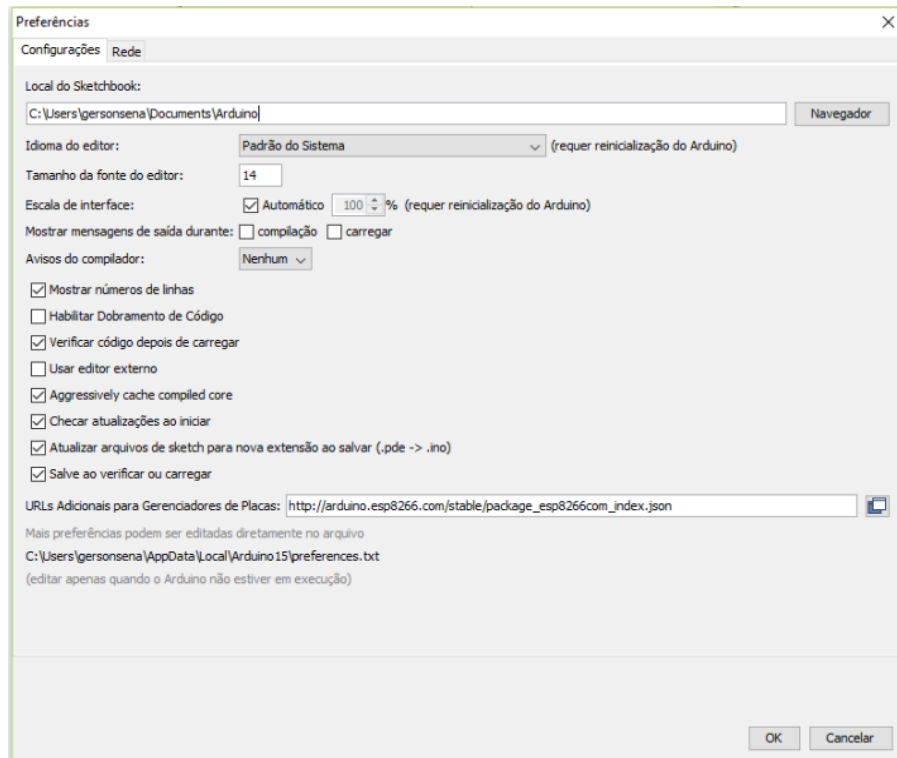 Preferências
Configurações Rede
Local do Sketchbook:
C:\Users\gersonsena\Documents\Arduino Navegador
Idioma do editor: Padrão do Sistema (requer reinicialização do Arduino)
Tamanho da fonte do editor: 14
Escala de interface: Automático 100 % (requer reinicialização do Arduino)
Mostrar mensagens de saída durante: compilação carregar
Avisos do compilador: Nenhum
Mostrar números de linhas
Habilitar Dobramento de Código
Verificar código depois de carregar
Usar editor externo
Aggressively cache compiled core
Checar atualizações ao iniciar
Atualizar arquivos de sketch para nova extensão ao salvar (.pde -> .ino)
Salve ao verificar ou carregar
URLs Adicionais para Gerenciadores de Placas: http://arduino.esp8266.com/stable/package_esp8266com_index.json
Mais preferências podem ser editadas diretamente no arquivo
C:\Users\gersonsena\AppData\Local\Arduino15\preferences.txt
(editar apenas quando o Arduino não estiver em execução)
OK Cancelar